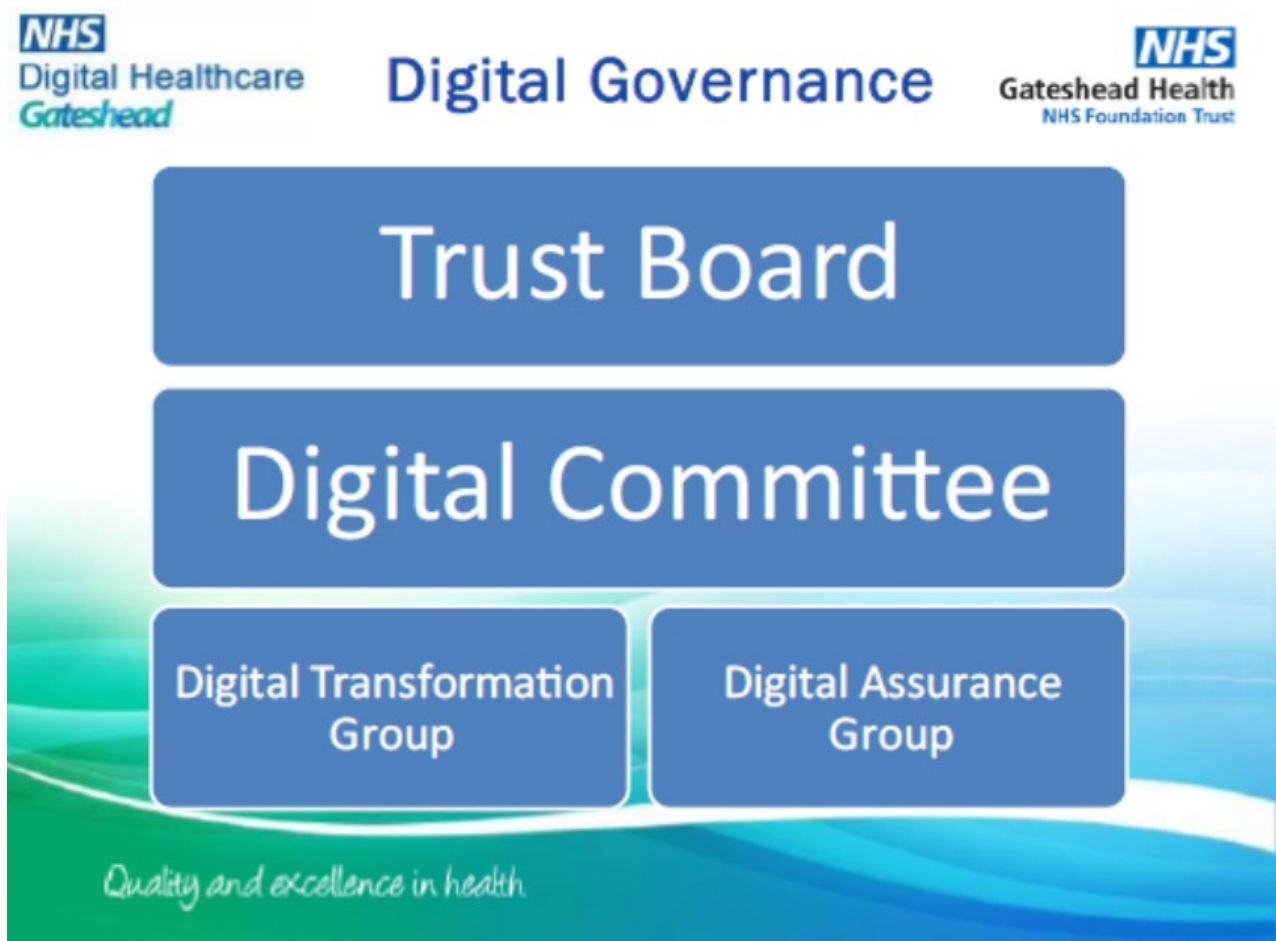 NHS
Digital Healthcare
Gateshead
Digital Governance
NHS
Gateshead Health
NHS Foundation Trust
Trust Board
Digital Committee
Digital Transformation
Group
Digital Assurance
Group
Quality and excellence in health